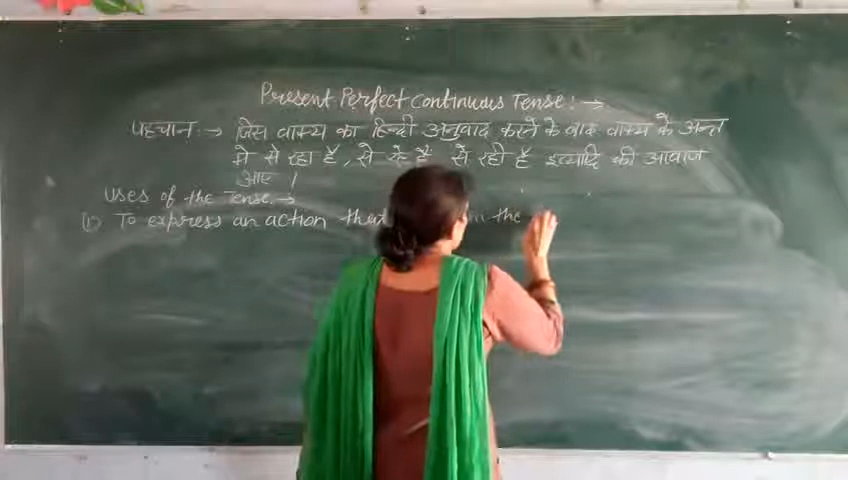 Present Perfect Continuous Tense:→
पहचान:→ जिस वाक्य का हिन्दी अनुवाद करने के बाद वाक्य के अन्त
मे से रहा है, से रहे हैं से रही है इत्यादि की आवाज
आए।
Uses of the Tense:→
(1) To express an action that in the